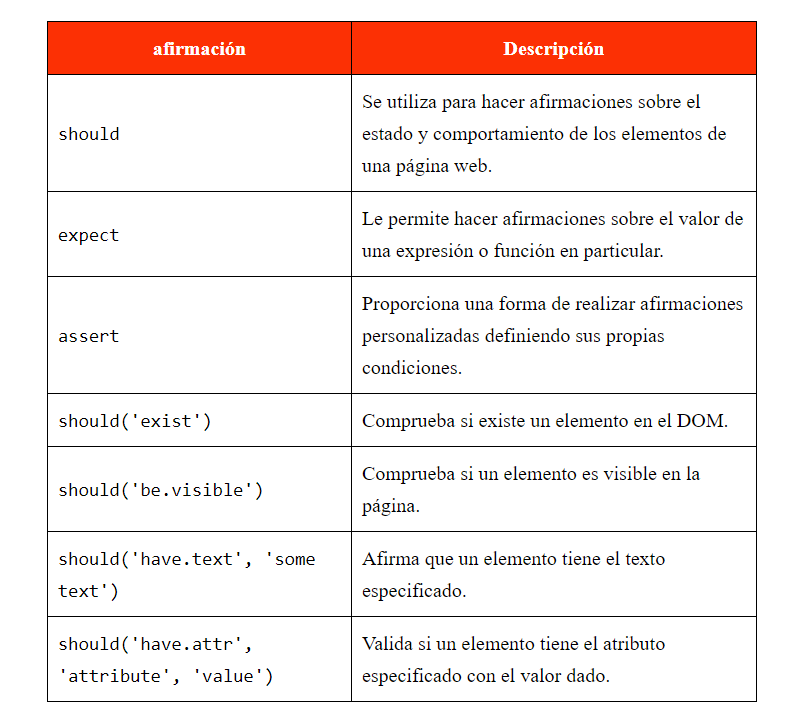 afirmación
Descripción
should
Se utiliza para hacer afirmaciones sobre el
estado y comportamiento de los elementos de
una página web.
expect
Le permite hacer afirmaciones sobre el valor de
una expresión o función en particular.
assert
Proporciona una forma de realizar afirmaciones
personalizadas definiendo sus propias
condiciones.
should('exist')
Comprueba si existe un elemento en el DOM.
should('be.visible')
Comprueba si un elemento es visible en la
página.
should('have.text', 'some
text')
Afirma que un elemento tiene el texto
especificado.
should('have.attr',
'attribute', 'value')
Valida si un elemento tiene el atributo
especificado con el valor dado.